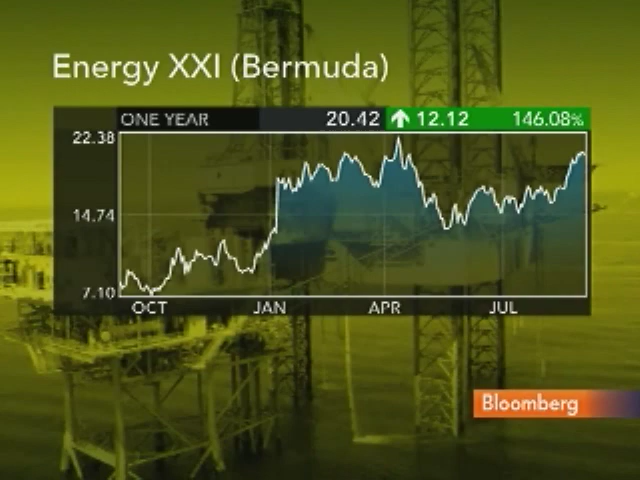 Energy XXI (Bermuda)
ONE YEAR 20.42 12.12 146.08%
22.38
14.74
7.10
OCT JAN APR JUL
Bloomberg